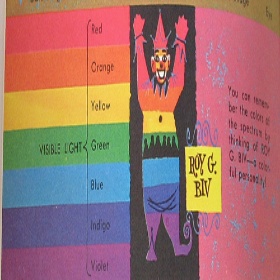 Red
Orange
Yellow
VISIBLE LIGHT
Green
Blue
Indigo
Violet
ROY G.
BIV
You can remem-
ber the colors of
the spectrum by
thinking of ROY
G. BIV—a color-
ful personality!